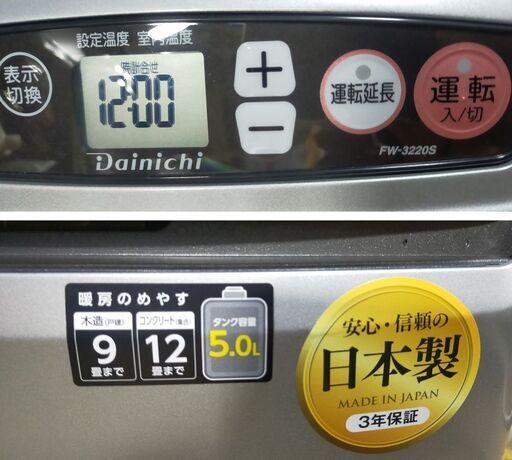 設定温度 室内温度
表示
切換
時計合せ
12:00
+
−
運転延長
運転
入/切
Dainichi
FW-3220S
暖房のめやす
木造(戸建)
9
畳まで
コンクリート(集合)
12
畳まで
タンク容量
5.0L
安心・信頼の
日本製
MADE IN JAPAN
3年保証